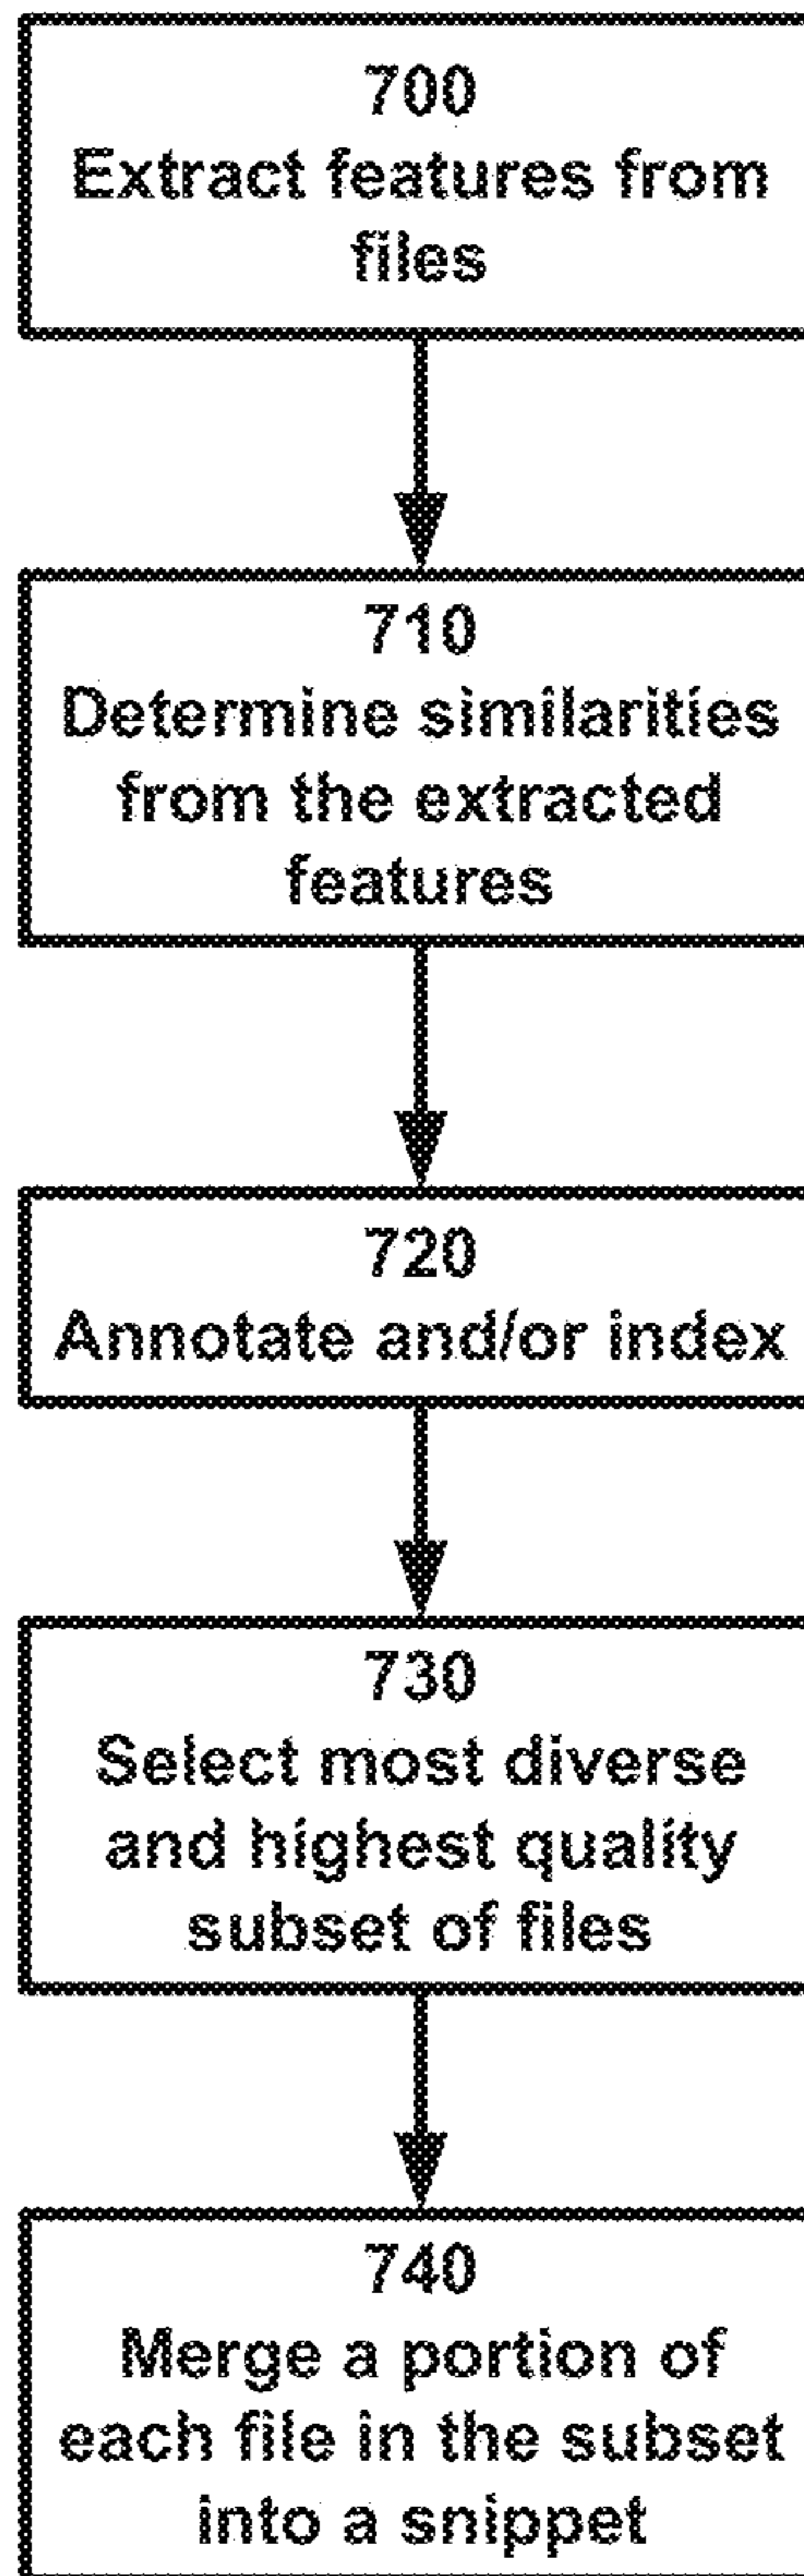 700
Extract features from
files
710
Determine similarities
from the extracted
features
720
Annotate and/or index
730
Select most diverse
and highest quality
subset of files
740
Merge a portion of
each file in the subset
into a snippet